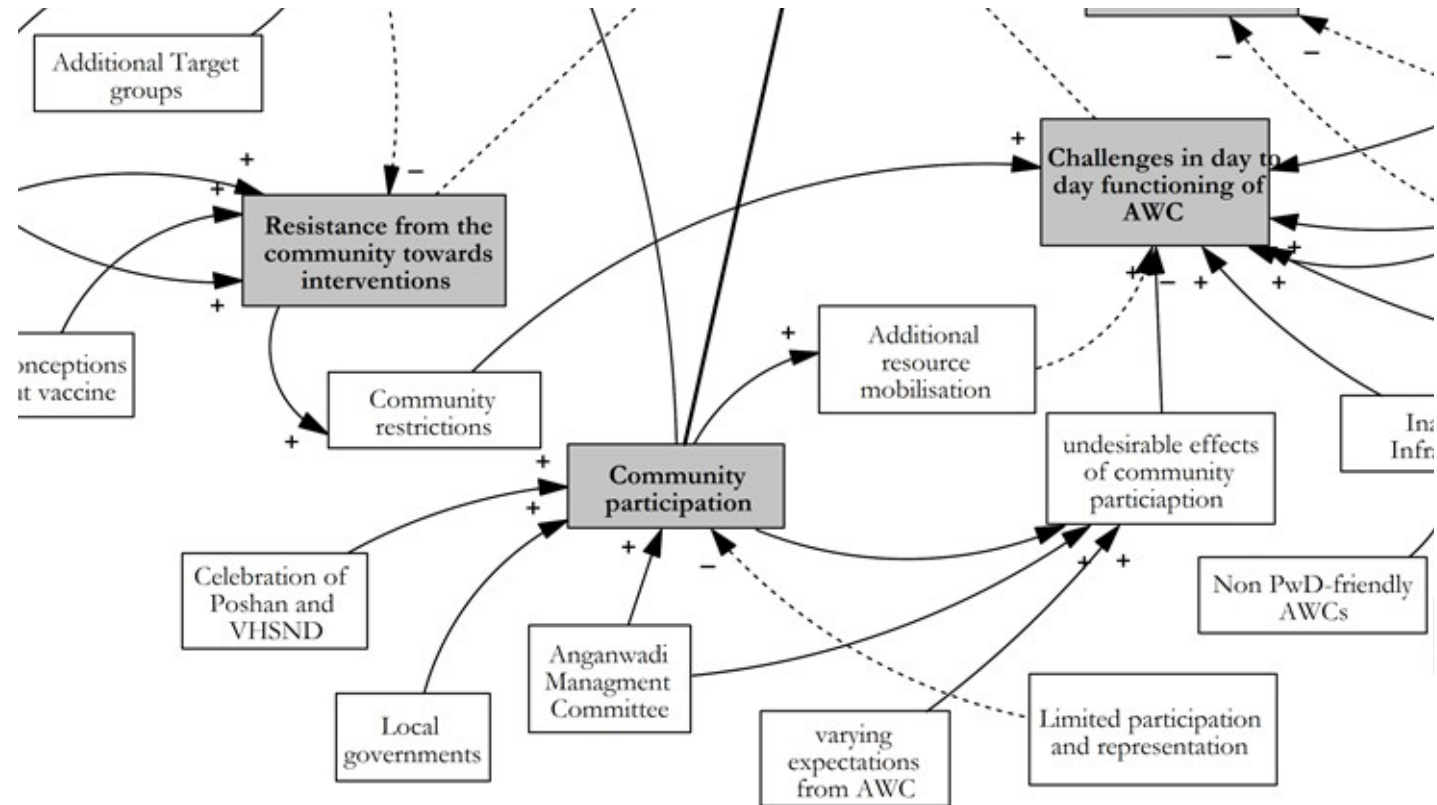 Additional Target
groups
Challenges in day to
day functioning of
AWC
Resistance from the
community towards
interventions
Additional
resource
mobilisation
vaccine
Community
restrictions
undesirable effects
of community
particiaption
Community
participation
Celebration of
Poshan and
VHSND
Non PwD-friendly
AWCs
Anganwadi
Managment
Committee
Local
governments
Limited participation
and representation
varying
expectations
from AWC